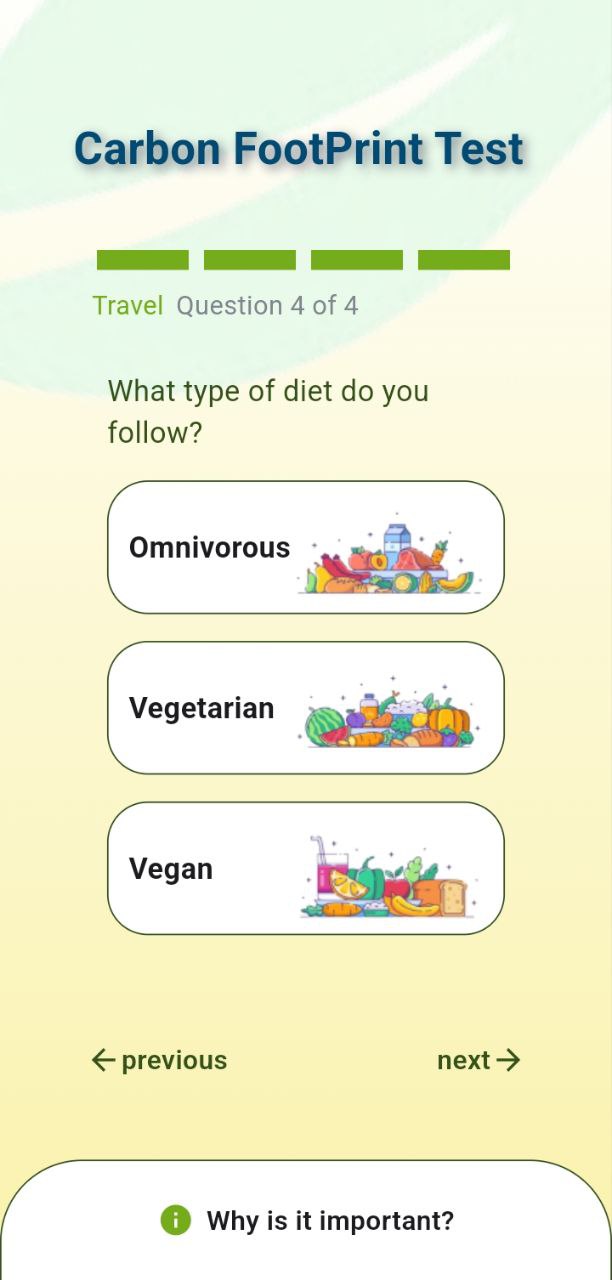 Carbon FootPrint Test
Travel Question 4 of 4
What type of diet do you
follow?
Omnivorous
Vegetarian
Vegan
previous
next
Why is it important?